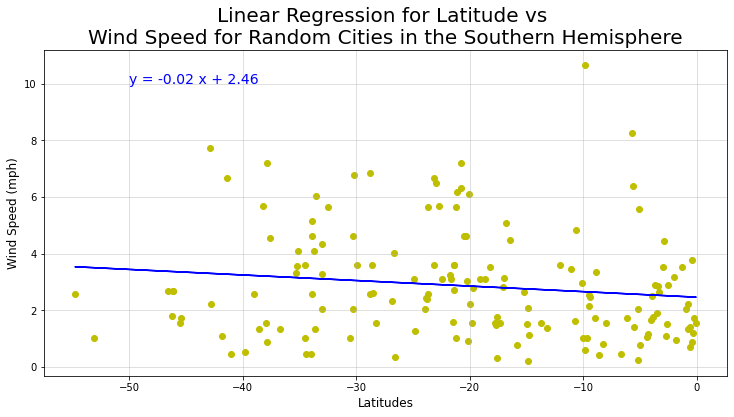 Linear Regression for Latitude vs
Wind Speed for Random Cities in the Southern Hemisphere
y = -0.02 x + 2.46
Wind Speed (mph)
10
8
6
4
2
0
−50
−40
−30
−20
−10
0
Latitudes